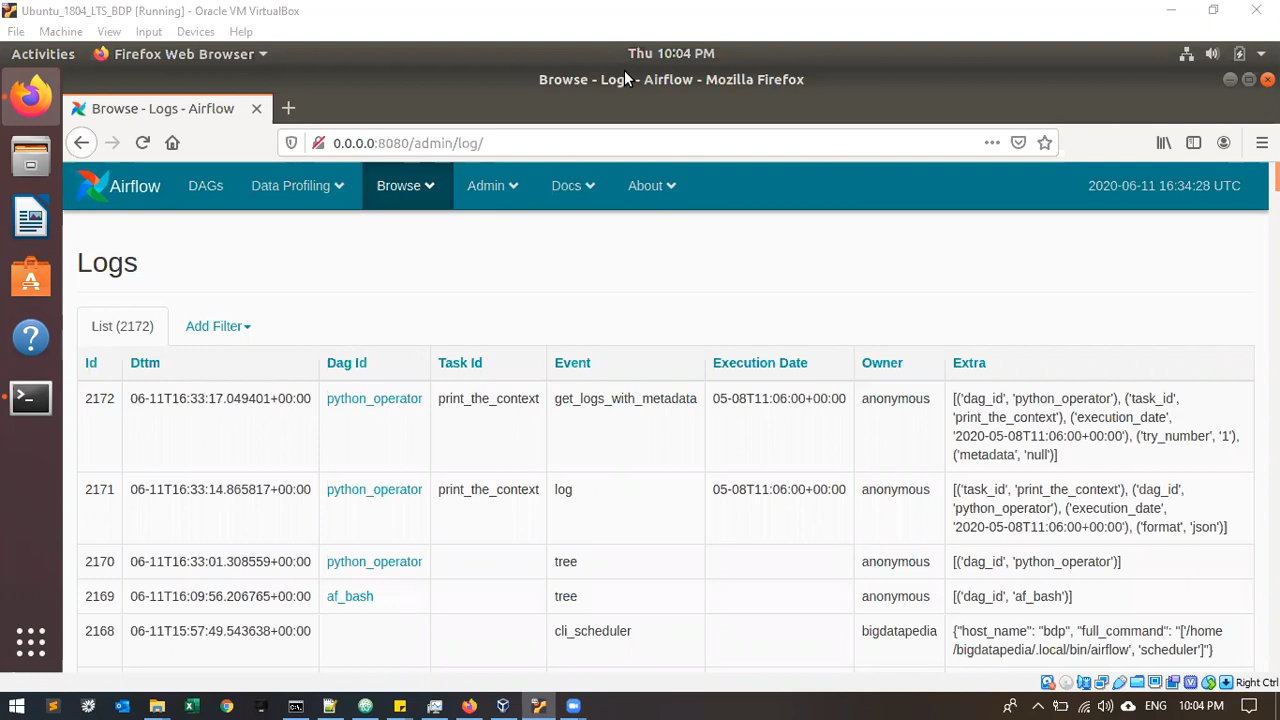 Ubuntu_1804_LTS_BDP [Running] - Oracle VM VirtualBox
File Machine View Input Devices Help
Activities Firefox Web Browser Thu 10:04 PM
Browse - Logs - Airflow - Mozilla Firefox
Browse - Logs - Airflow
0.0.0.0:8080/admin/log/
Airflow DAGs Data Profiling Browse Admin Docs About 2020-06-11 16:34:28 UTC
Logs
List (2172) Add Filter
Id Dttm Dag Id Task Id Event Execution Date Owner Extra
2172 06-11T16:33:17.049401+00:00 python_operator print_the_context get_logs_with_metadata 05-08T11:06:00+00:00 anonymous [('dag_id', 'python_operator'), ('task_id',
'print_the_context'), ('execution_date',
'2020-05-08T11:06:00+00:00'), ('try_number', '1'),
('metadata', 'null')]
2171 06-11T16:33:14.865817+00:00 python_operator print_the_context log 05-08T11:06:00+00:00 anonymous [('task_id', 'print_the_context'), ('dag_id',
'python_operator'), ('execution_date',
'2020-05-08T11:06:00+00:00'), ('format', 'json')]
2170 06-11T16:33:01.308559+00:00 python_operator tree anonymous [('dag_id', 'python_operator')]
2169 06-11T16:09:56.206765+00:00 af_bash tree anonymous [('dag_id', 'af_bash')]
2168 06-11T15:57:49.543638+00:00 cli_scheduler bigdatapedia {"host_name": "bdp", "full_command": "['/home
/bigdatapedia/.local/bin/airflow', 'scheduler']"}
Right Ctrl
10:04 PM